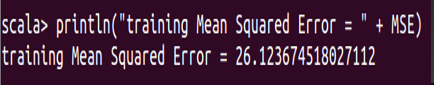 scala> println("training Mean Squared Error = " + MSE)
training Mean Squared Error = 26.123674518027112